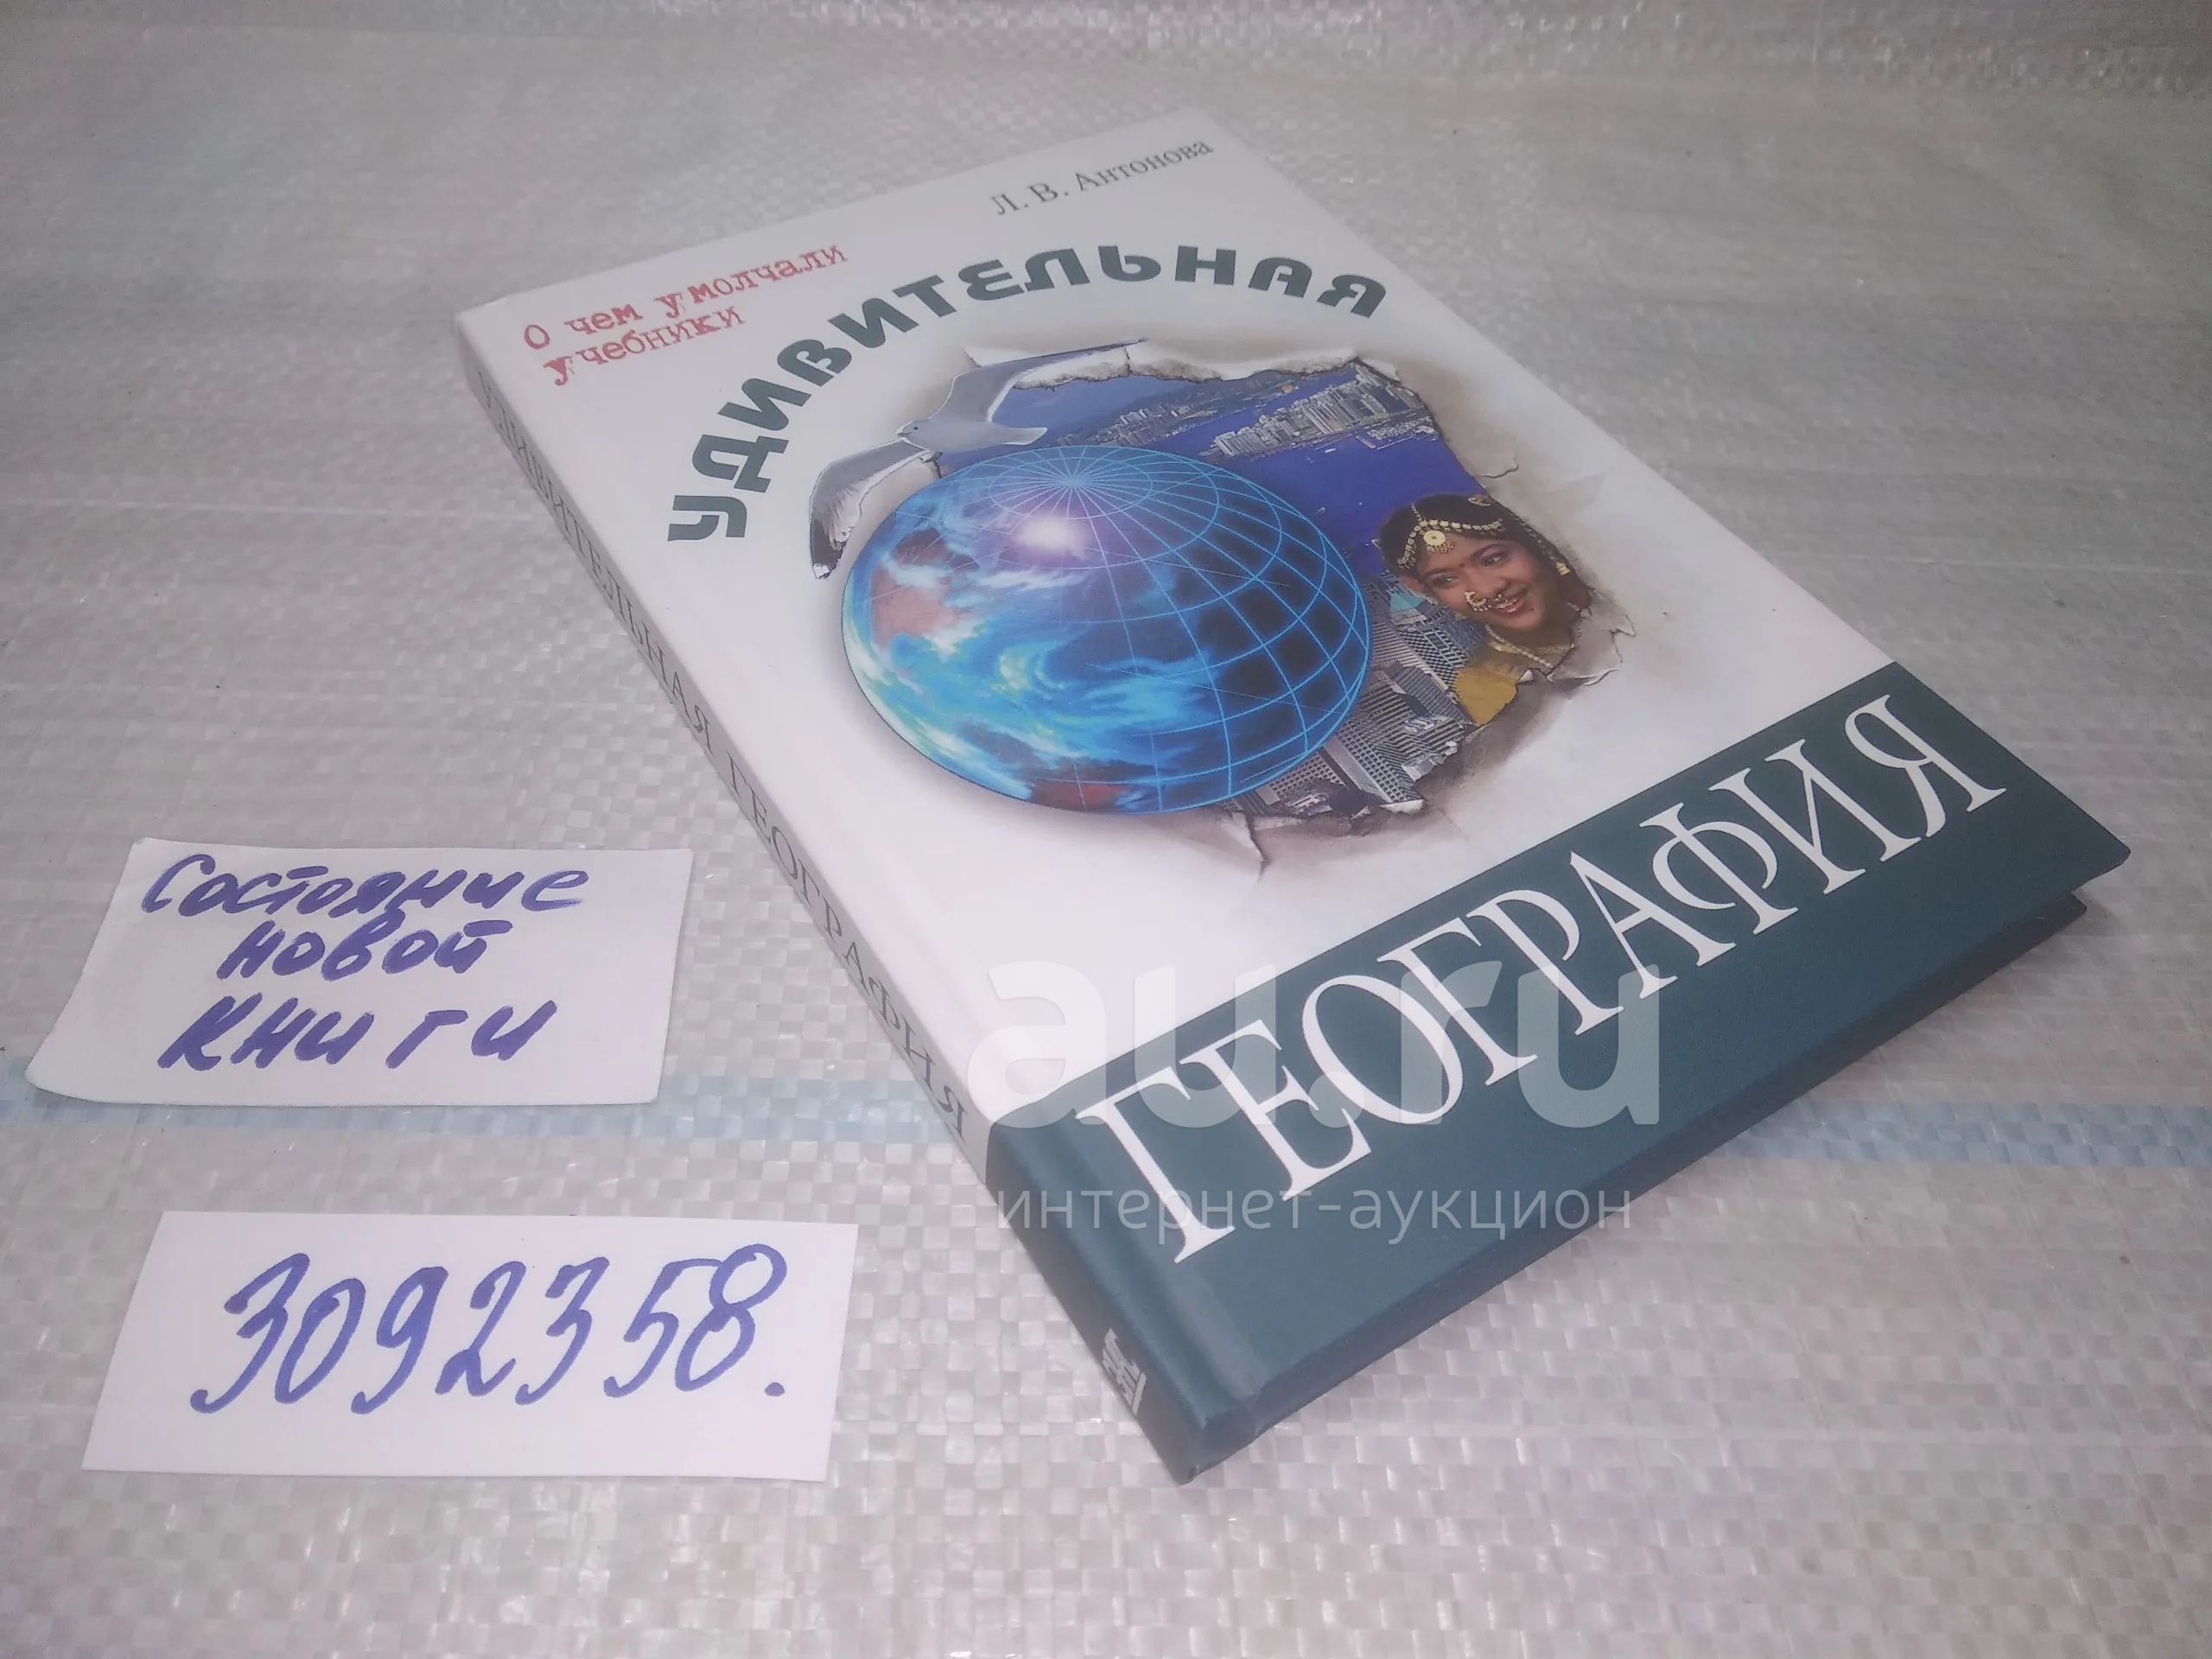 Л. В. Антонова
О чем умолчали
учебники
УДИВИТЕЛЬНАЯ
ГЕОГРАФИЯ
УДИВИТЕЛЬНАЯ ГЕОГРАФИЯ
Состояние
новой
книги
3092358.
au.ru
интернет-аукцион